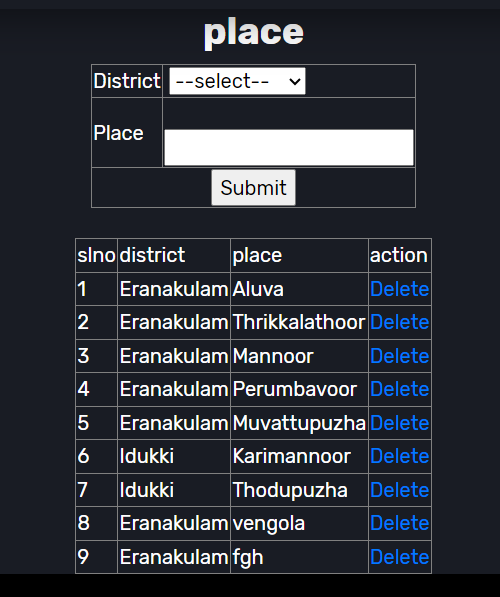 place
District --select--
Place
Submit
slno district place action
1 Eranakulam Aluva Delete
2 Eranakulam Thrikkalathoor Delete
3 Eranakulam Mannoor Delete
4 Eranakulam Perumbavoor Delete
5 Eranakulam Muvattupuzha Delete
6 Idukki Karimannoor Delete
7 Idukki Thodupuzha Delete
8 Eranakulam vengola Delete
9 Eranakulam fgh Delete